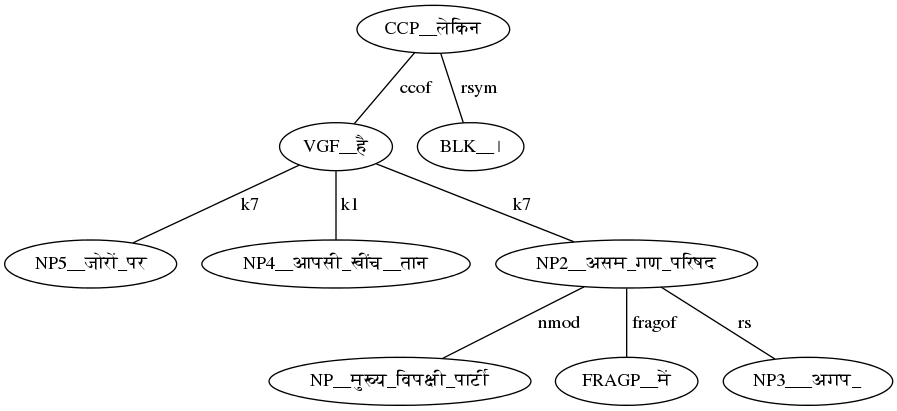 CCP__लेकिन
ccof rsym
VGF__है BLK__।
k7 k1 k7
NP5__जोरों_पर NP4__आपसी_खींच__तान NP2__असम_गण_परिषद
nmod fragof rs
NP__मुख्य_विपक्षी_पार्टी FRAGP__में NP3___अगप_